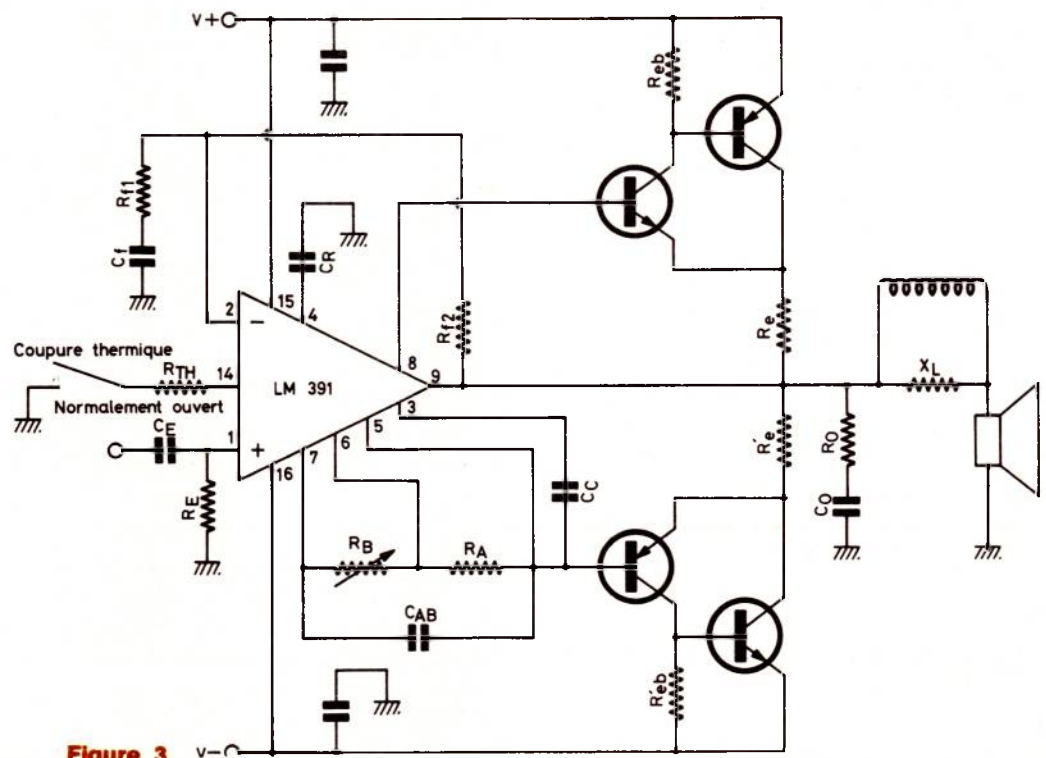 V+
Reb
Rf1
Cf
CR
15
4
2
−
Rf2
Re
XL
Coupure thermique
RTH
14
LM 391
8
9
3
5
6
7
Normalement ouvert
CE
1
+
16
RE
R'e
RO
CO
CC
RB
RA
CAB
R'eb
Figure 3
V−